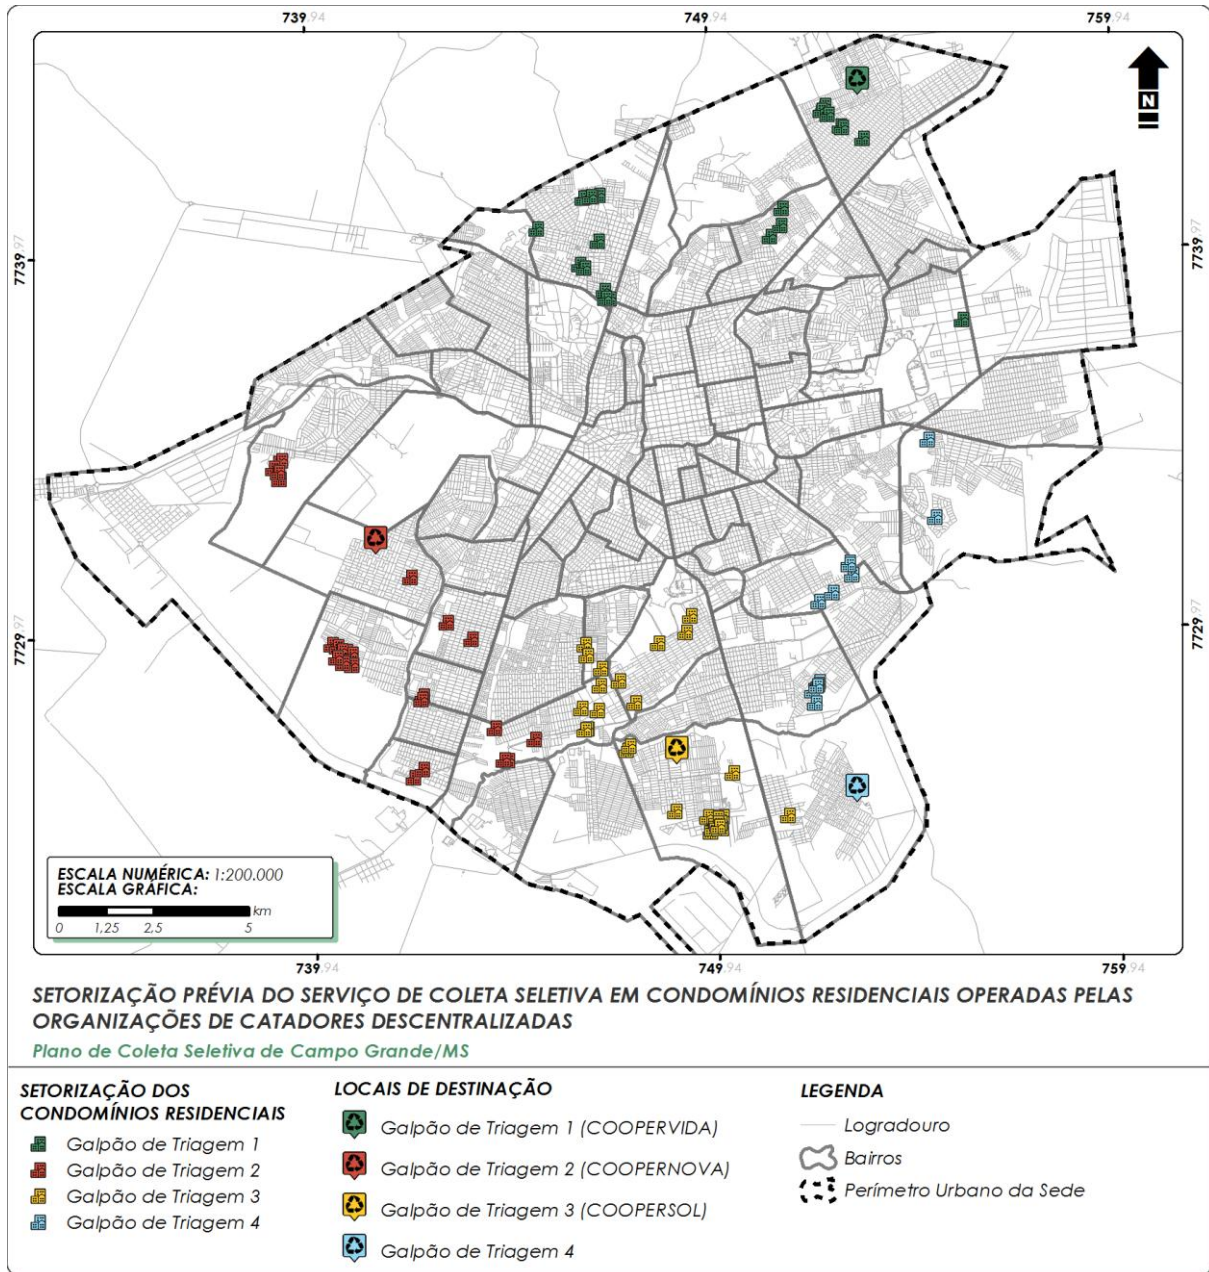 739.94 749.94 759.94
N
7739.97 7739.97
7729.97 7729.97
ESCALA NUMÉRICA: 1:200.000
ESCALA GRÁFICA:
km
0 1,25 2,5 5
739.94 749.94 759.94
SETORIZAÇÃO PRÉVIA DO SERVIÇO DE COLETA SELETIVA EM CONDOMÍNIOS RESIDENCIAIS OPERADAS PELAS
ORGANIZAÇÕES DE CATADORES DESCENTRALIZADAS
Plano de Coleta Seletiva de Campo Grande/MS
SETORIZAÇÃO DOS
CONDOMÍNIOS RESIDENCIAIS
Galpão de Triagem 1
Galpão de Triagem 2
Galpão de Triagem 3
Galpão de Triagem 4
LOCAIS DE DESTINAÇÃO
Galpão de Triagem 1 (COOPERVIDA)
Galpão de Triagem 2 (COOPERNOVA)
Galpão de Triagem 3 (COOPERSOL)
Galpão de Triagem 4
LEGENDA
Logradouro
Bairros
Perímetro Urbano da Sede